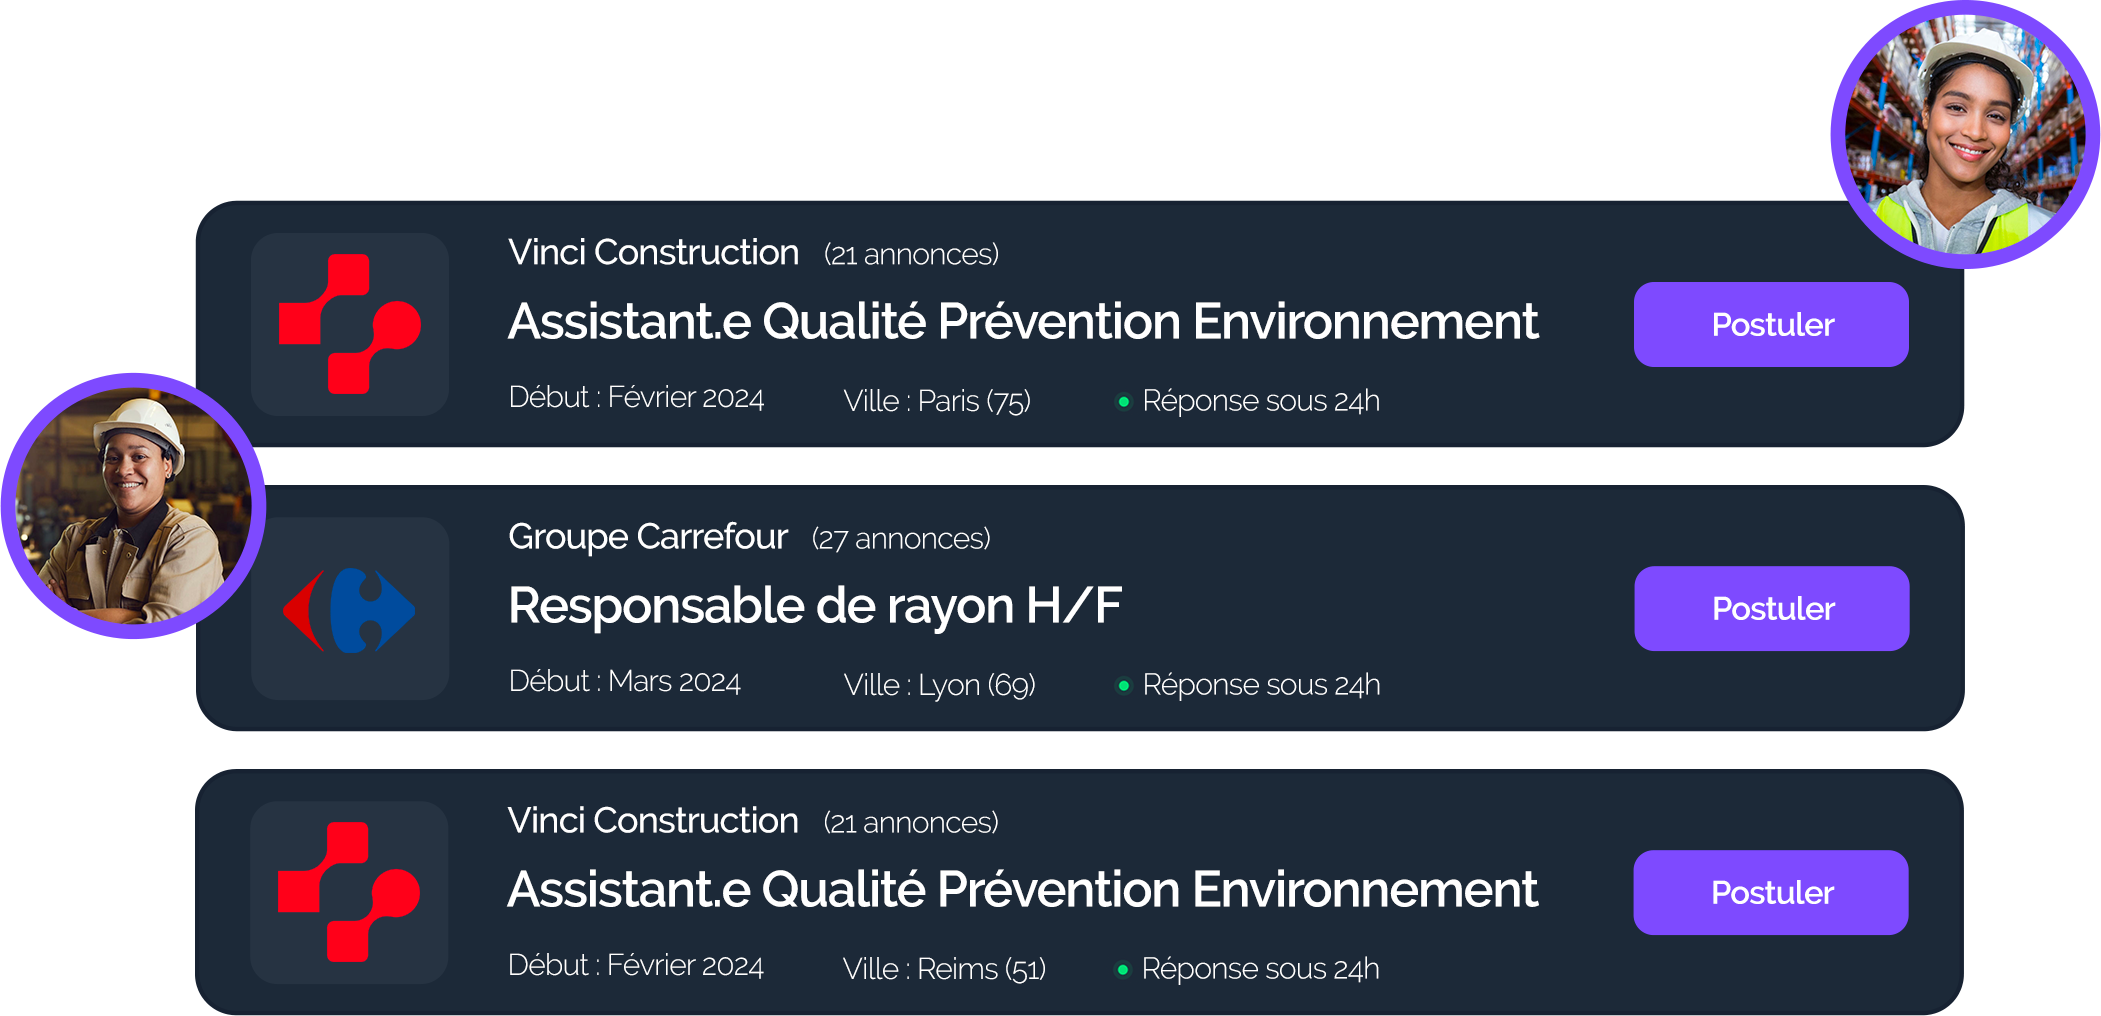 Vinci Construction (21 annonces)
Assistant.e Qualité Prévention Environnement
Postuler
Début : Février 2024 Ville : Paris (75) Réponse sous 24h
Groupe Carrefour (27 annonces)
Responsable de rayon H/F
Postuler
Début : Mars 2024 Ville : Lyon (69) Réponse sous 24h
Vinci Construction (21 annonces)
Assistant.e Qualité Prévention Environnement
Postuler
Début : Février 2024 Ville : Reims (51) Réponse sous 24h